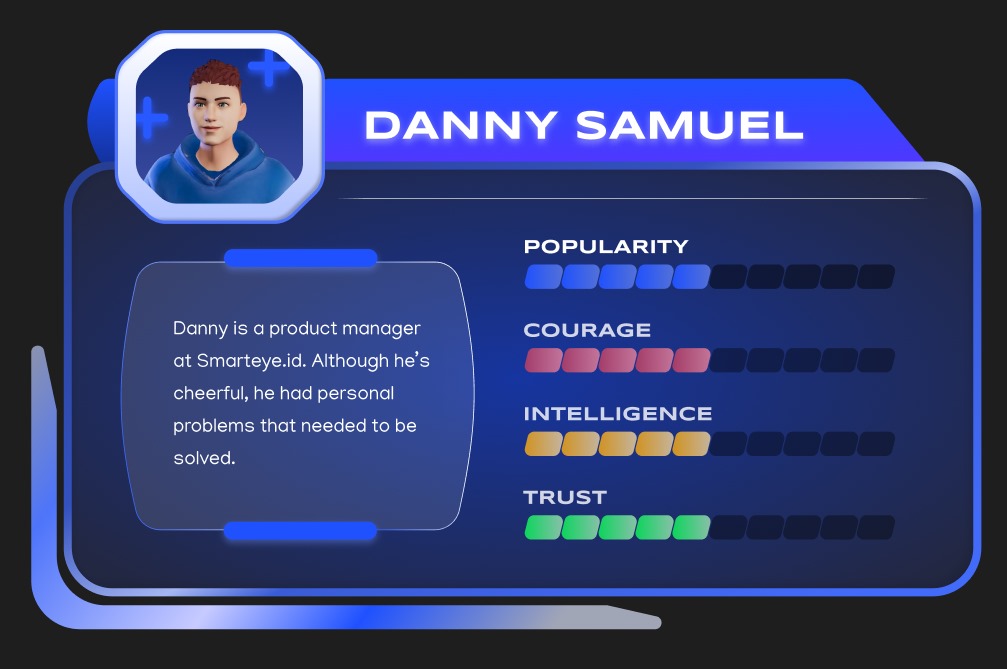 DANNY SAMUEL
Danny is a product manager
at Smarteye.id. Although he’s
cheerful, he had personal
problems that needed to be
solved.
POPULARITY
COURAGE
INTELLIGENCE
TRUST